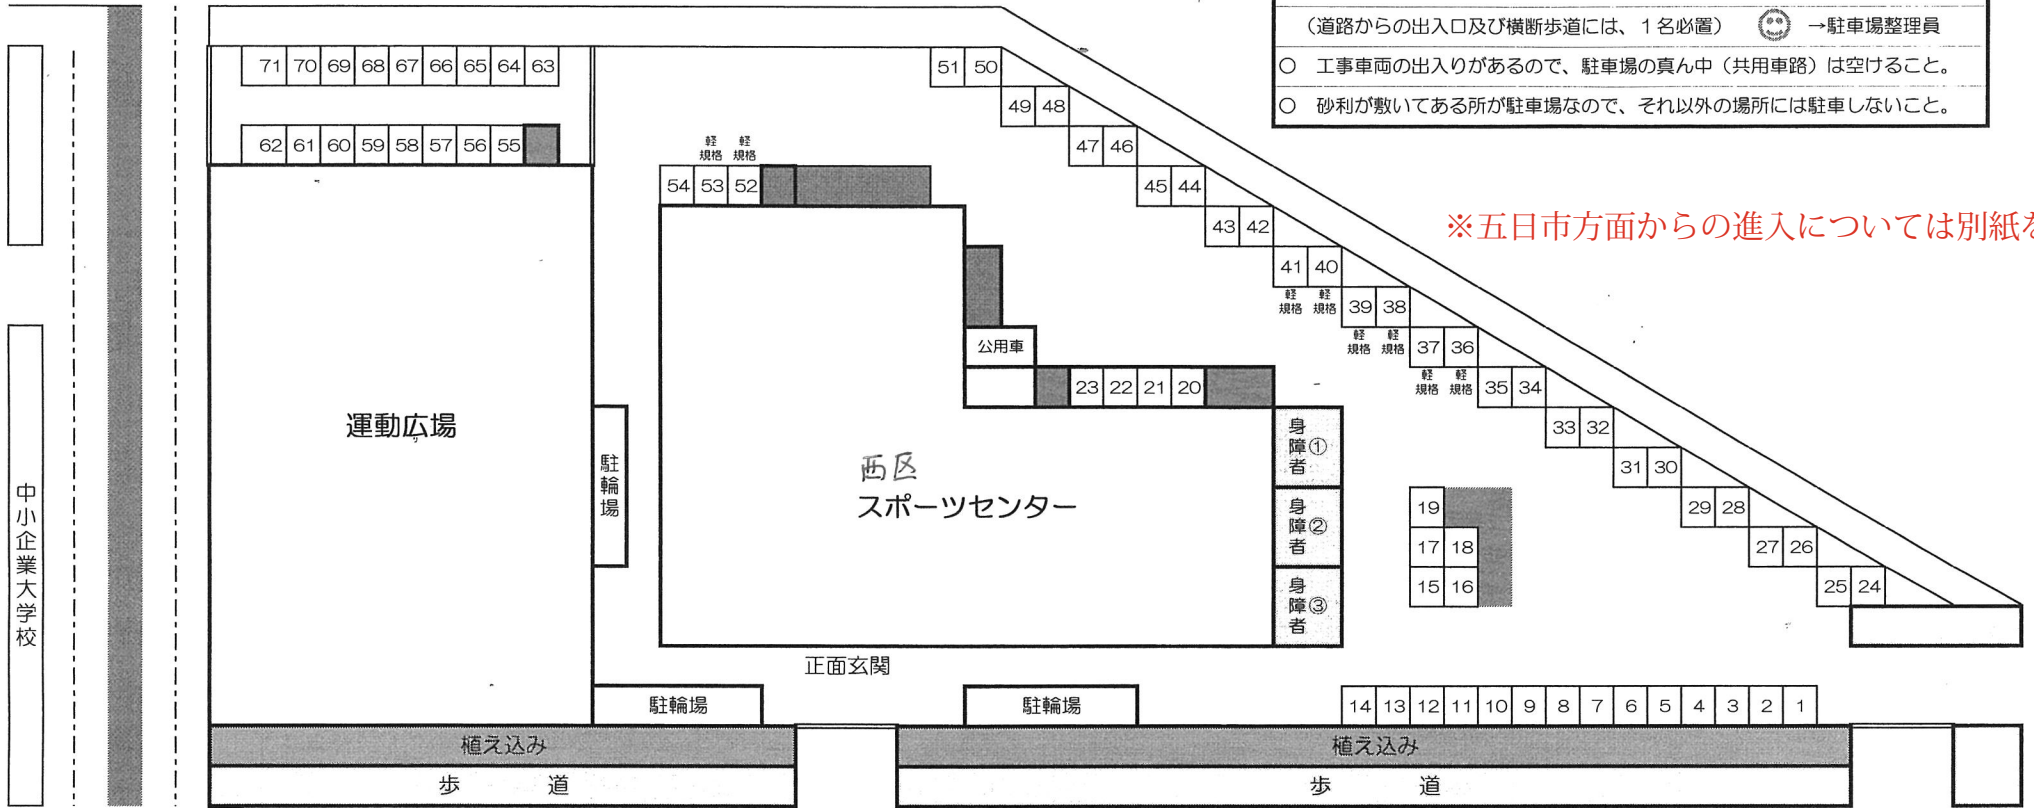 (道路からの出入口及び横断歩道には、1名必置) →駐車場整理員
○ 工事車両の出入りがあるので、駐車場の真ん中(共用車路)は空けること。
○ 砂利が敷いてある所が駐車場なので、それ以外の場所には駐車しないこと。
※五日市方面からの進入については別紙を
71 70 69 68 67 66 65 64 63
62 61 60 59 58 57 56 55
軽規格 軽規格
54 53 52
51 50
49 48
47 46
45 44
43 42
41 40
軽規格 軽規格
39 38
軽規格 軽規格
37 36
軽規格 軽規格
35 34
33 32
31 30
29 28
27 26
25 24
公用車
23 22 21 20
身障者①
身障者②
身障者③
19
17 18
15 16
運動広場
駐輪場
西区
スポーツセンター
中小企業大学校
正面玄関
駐輪場
駐輪場
14 13 12 11 10 9 8 7 6 5 4 3 2 1
植え込み
植え込み
歩道
歩道